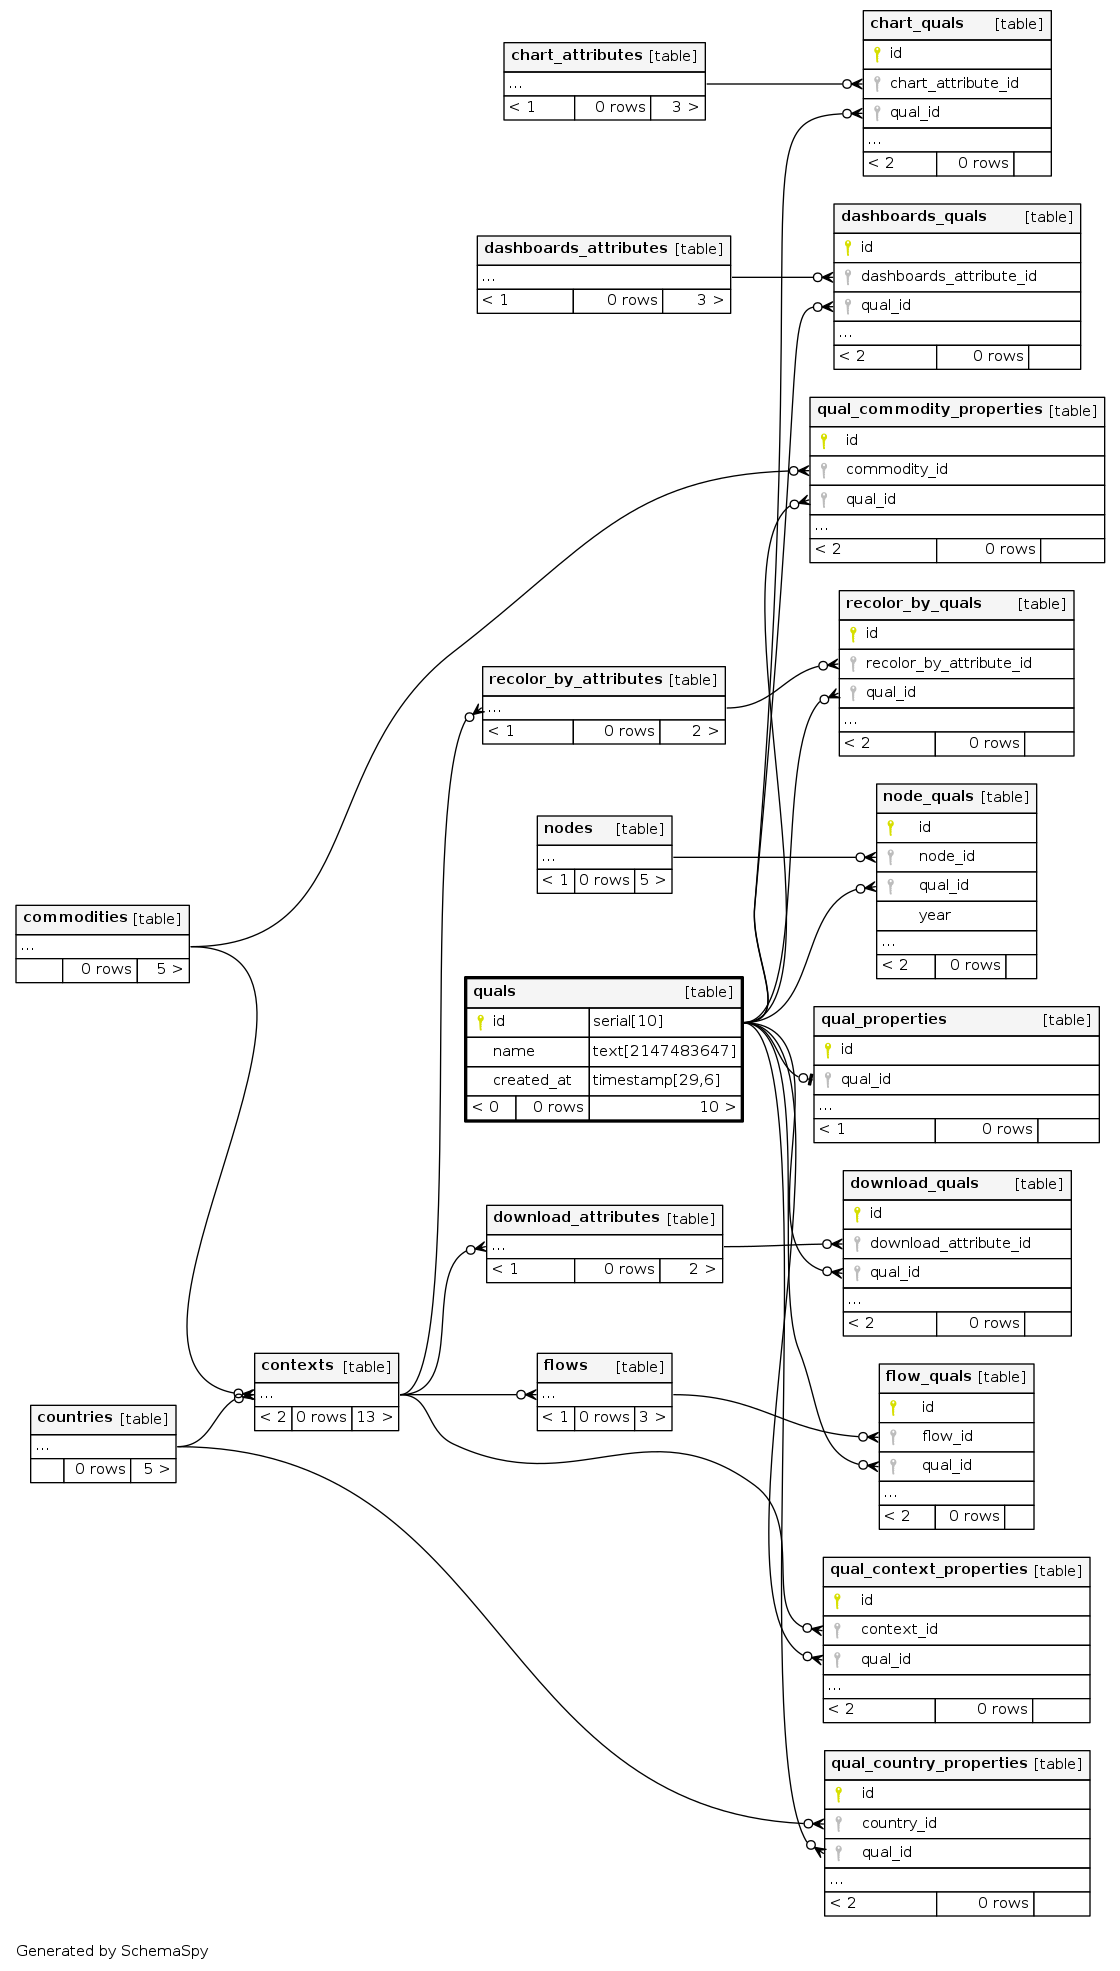 chart_quals [table]
id
chart_attribute_id
qual_id
...
< 2 0 rows
chart_attributes [table]
...
< 1 0 rows 3 >
dashboards_quals [table]
id
dashboards_attribute_id
qual_id
...
< 2 0 rows
dashboards_attributes [table]
...
< 1 0 rows 3 >
qual_commodity_properties [table]
id
commodity_id
qual_id
...
< 2 0 rows
recolor_by_quals [table]
id
recolor_by_attribute_id
qual_id
...
< 2 0 rows
recolor_by_attributes [table]
...
< 1 0 rows 2 >
node_quals [table]
id
node_id
qual_id
year
...
< 2 0 rows
nodes [table]
...
< 1 0 rows 5 >
commodities [table]
...
0 rows 5 >
quals [table]
id serial[10]
name text[2147483647]
created_at timestamp[29,6]
< 0 0 rows 10 >
qual_properties [table]
id
qual_id
...
< 1 0 rows
download_quals [table]
id
download_attribute_id
qual_id
...
< 2 0 rows
download_attributes [table]
...
< 1 0 rows 2 >
contexts [table]
...
< 2 0 rows 13 >
flows [table]
...
< 1 0 rows 3 >
flow_quals [table]
id
flow_id
qual_id
...
< 2 0 rows
countries [table]
...
0 rows 5 >
qual_context_properties [table]
id
context_id
qual_id
...
< 2 0 rows
qual_country_properties [table]
id
country_id
qual_id
...
< 2 0 rows
Generated by SchemaSpy